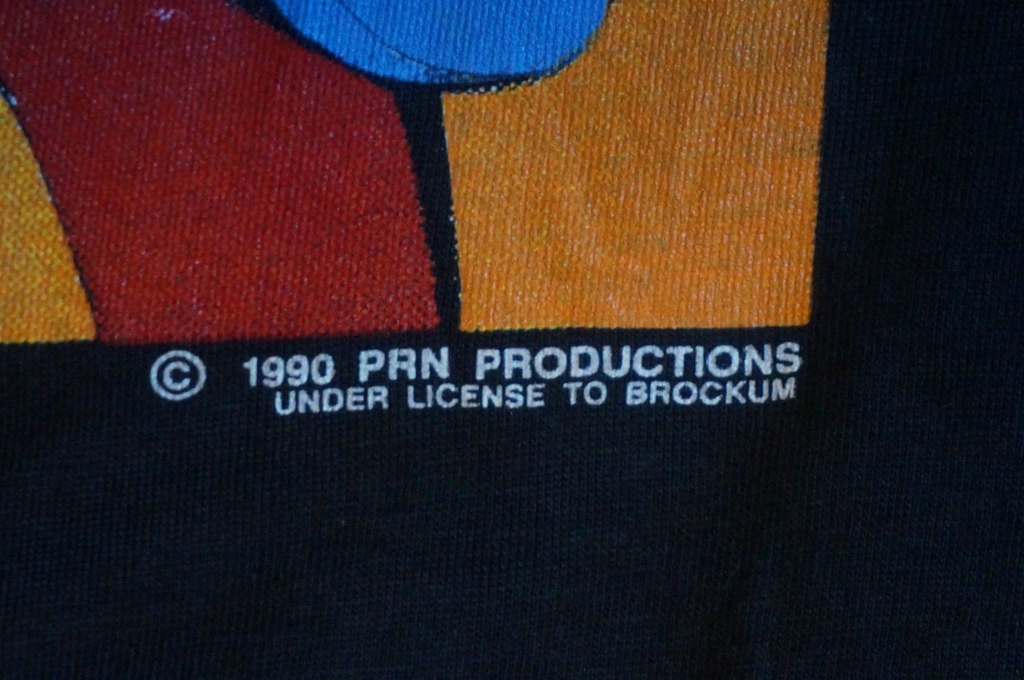 © 1990 PRN PRODUCTIONS
UNDER LICENSE TO BROCKUM